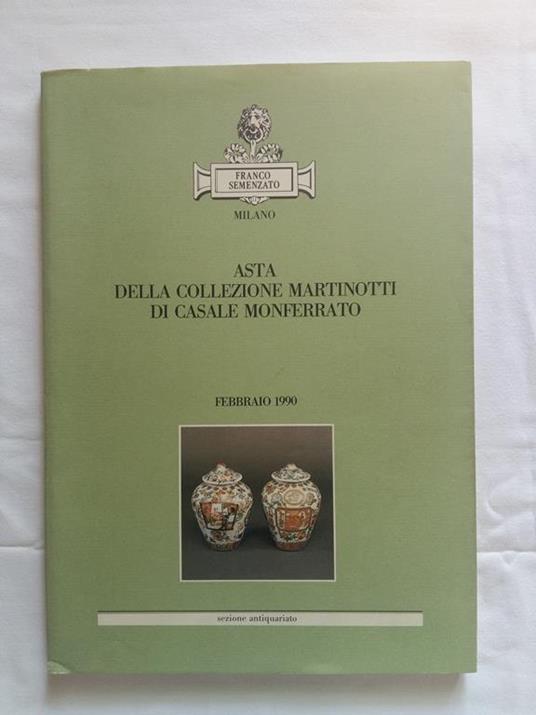 FRANCO
SEMENZATO
MILANO
ASTA
DELLA COLLEZIONE MARTINOTTI
DI CASALE MONFERRATO
FEBBRAIO 1990
sezione antiquariato